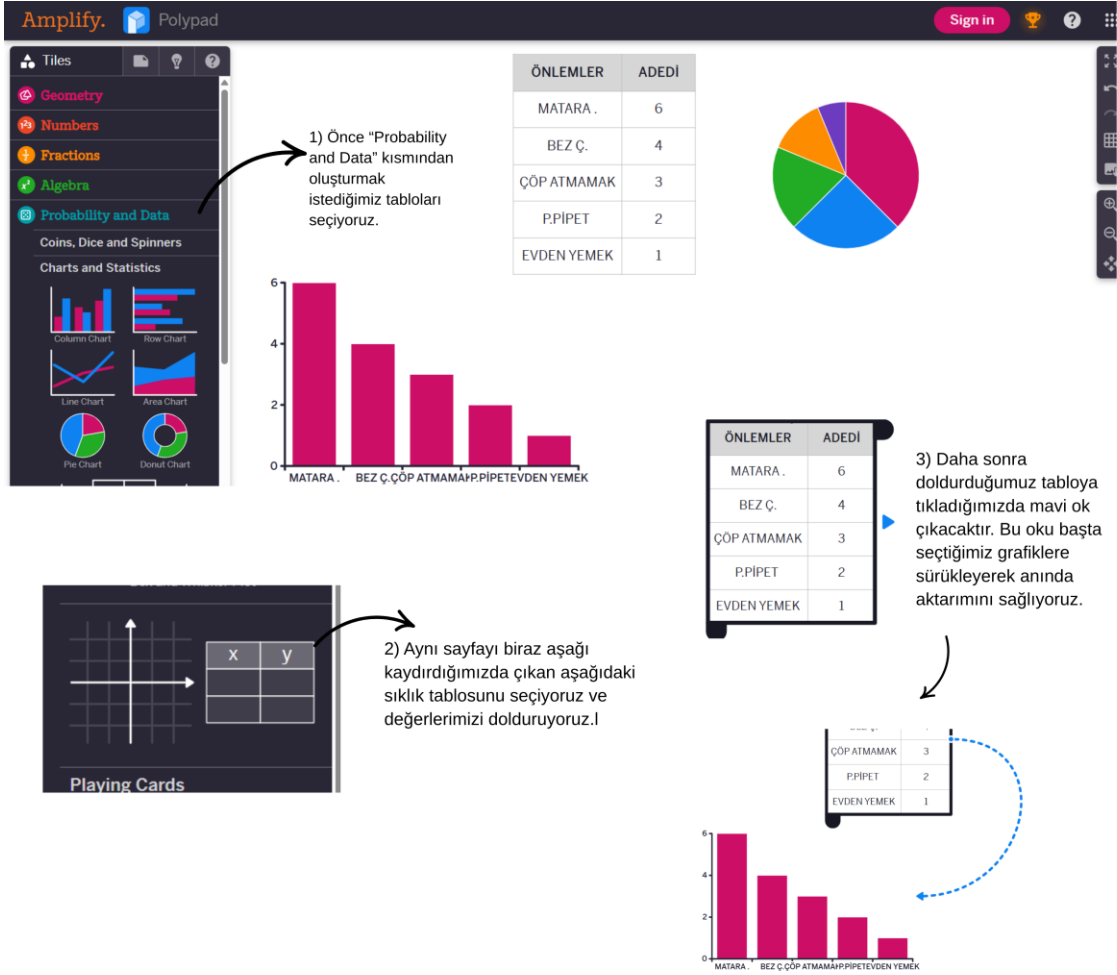 Amplify. Polypad
Sign in
Tiles
Geometry
Numbers
Fractions
Algebra
Probability and Data
Coins, Dice and Spinners
Charts and Statistics
Column Chart Row Chart
Line Chart Area Chart
Pie Chart Donut Chart
1) Önce “Probability
and Data” kısmından
oluşturmak
istediğimiz tabloları
seçiyoruz.
ÖNLEMLER ADEDİ
MATARA . 6
BEZ Ç. 4
ÇÖP ATMAMAK 3
P.PİPET 2
EVDEN YEMEK 1
6
4
2
0
MATARA . BEZ Ç. ÇÖP ATMAMAK P.PİPET EVDEN YEMEK
x y
Playing Cards
2) Aynı sayfayı biraz aşağı
kaydırdığımızda çıkan aşağıdaki
sıklık tablosunu seçiyoruz ve
değerlerimizi dolduruyoruz.l
ÖNLEMLER ADEDİ
MATARA . 6
BEZ Ç. 4
ÇÖP ATMAMAK 3
P.PİPET 2
EVDEN YEMEK 1
3) Daha sonra
doldurduğumuz tabloya
tıkladığımızda mavi ok
çıkacaktır. Bu oku başta
seçtiğimiz grafiklere
sürükleyerek anında
aktarımını sağlıyoruz.
ÇÖP ATMAMAK 3
P.PİPET 2
EVDEN YEMEK 1
6
4
2
0
MATARA . BEZ Ç. ÇÖP ATMAMAK P.PİPET EVDEN YEMEK